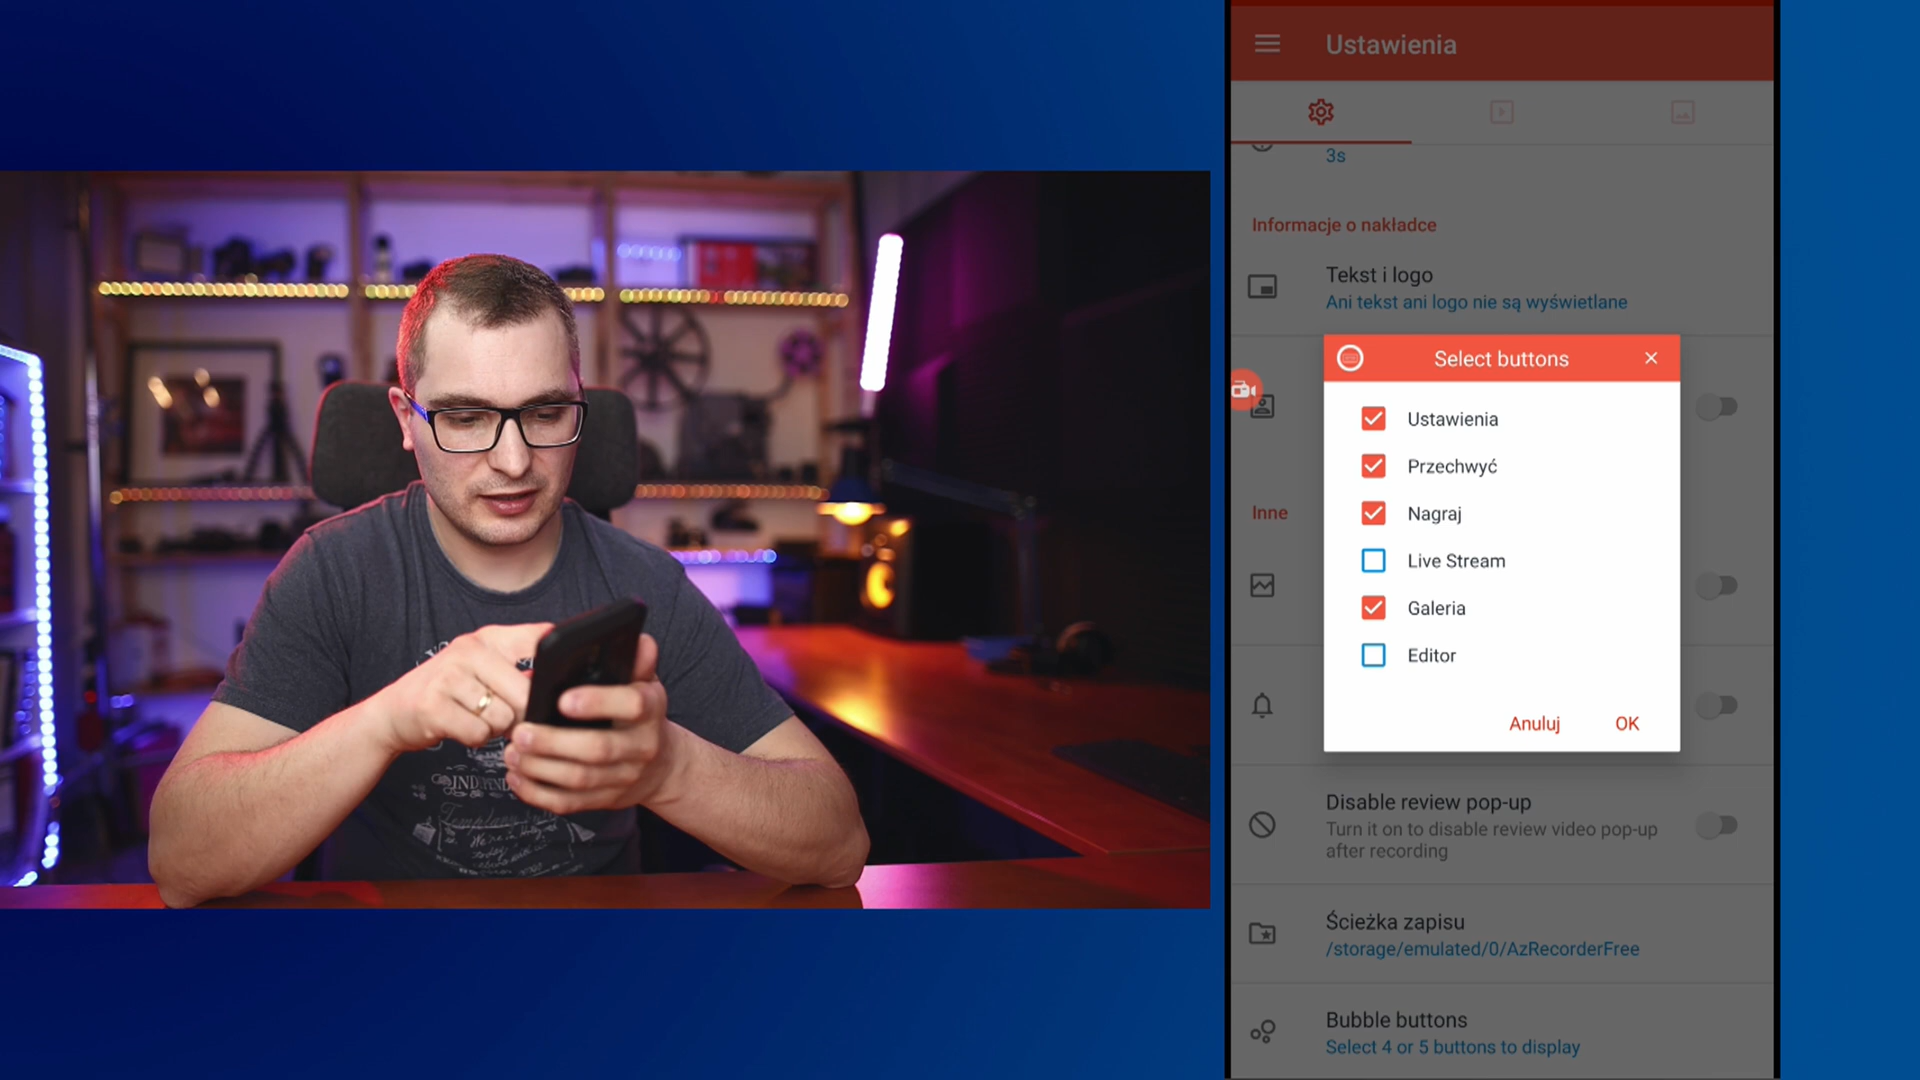 Ustawienia
3s
Informacje o nakładce
Tekst i logo
Ani tekst ani logo nie są wyświetlane
Select buttons
Ustawienia
Przechwyć
Nagraj
Live Stream
Galeria
Editor
Anuluj OK
Inne
Disable review pop-up
Turn it on to disable review video pop-up
after recording
Ścieżka zapisu
/storage/emulated/0/AzRecorderFree
Bubble buttons
Select 4 or 5 buttons to display